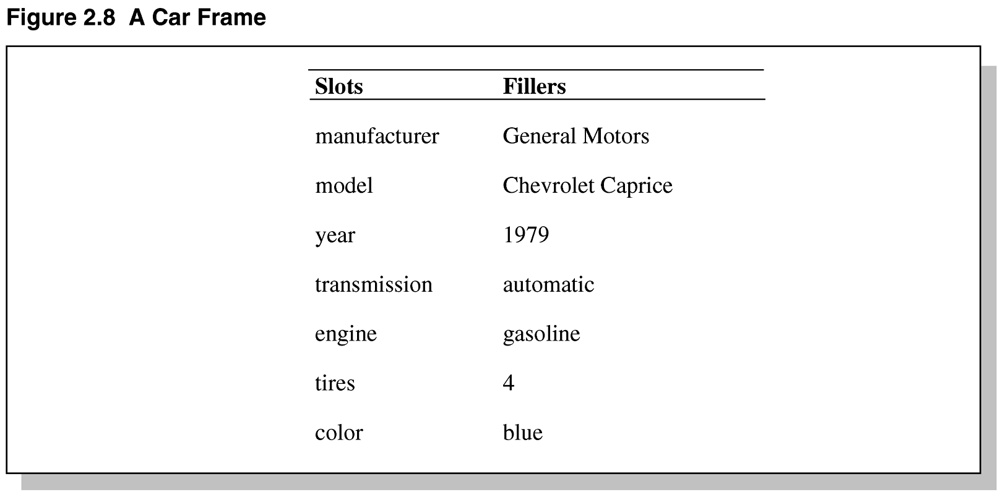 Figure 2.8 A Car Frame
Slots Fillers
manufacturer General Motors
model Chevrolet Caprice
year 1979
transmission automatic
engine gasoline
tires 4
color blue